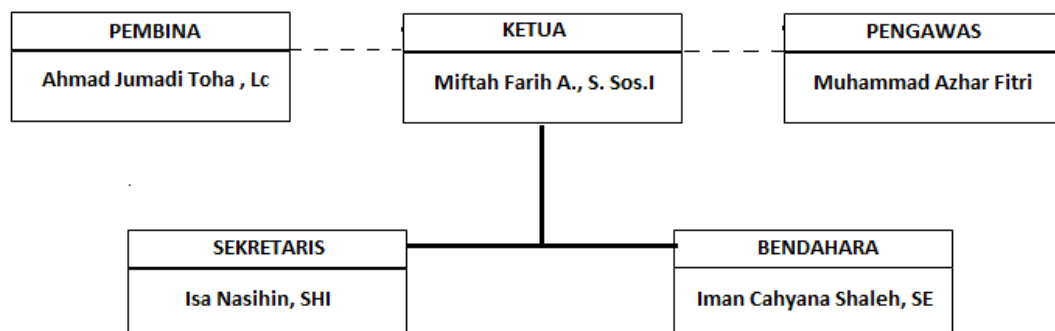 PEMBINA
Ahmad Jumadi Toha , Lc
KETUA
Miftah Farih A., S. Sos.I
PENGAWAS
Muhammad Azhar Fitri
SEKRETARIS
Isa Nasihin, SHI
BENDAHARA
Iman Cahyana Shaleh, SE